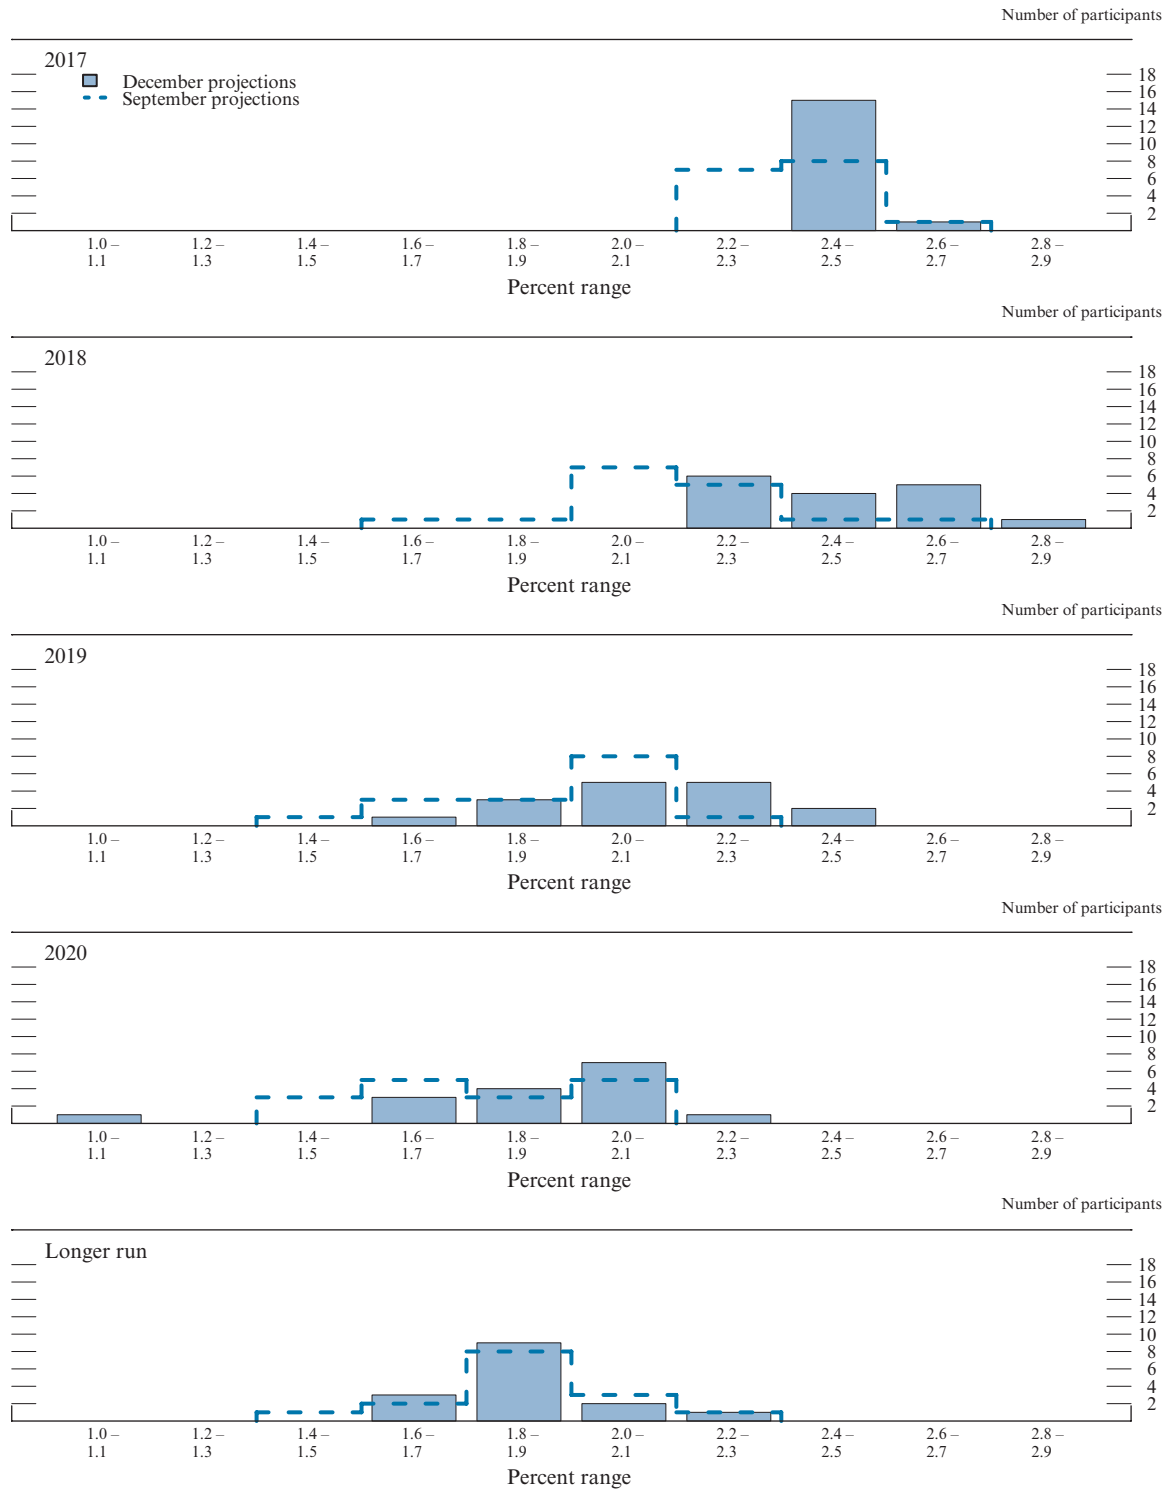 Number of participants
2017
December projections
September projections
18
16
14
12
10
8
6
4
2
1.0 – 1.2 – 1.4 – 1.6 – 1.8 – 2.0 – 2.2 – 2.4 – 2.6 – 2.8 –
1.1 1.3 1.5 1.7 1.9 2.1 2.3 2.5 2.7 2.9
Percent range
Number of participants
2018
18
16
14
12
10
8
6
4
2
1.0 – 1.2 – 1.4 – 1.6 – 1.8 – 2.0 – 2.2 – 2.4 – 2.6 – 2.8 –
1.1 1.3 1.5 1.7 1.9 2.1 2.3 2.5 2.7 2.9
Percent range
Number of participants
2019
18
16
14
12
10
8
6
4
2
1.0 – 1.2 – 1.4 – 1.6 – 1.8 – 2.0 – 2.2 – 2.4 – 2.6 – 2.8 –
1.1 1.3 1.5 1.7 1.9 2.1 2.3 2.5 2.7 2.9
Percent range
Number of participants
2020
18
16
14
12
10
8
6
4
2
1.0 – 1.2 – 1.4 – 1.6 – 1.8 – 2.0 – 2.2 – 2.4 – 2.6 – 2.8 –
1.1 1.3 1.5 1.7 1.9 2.1 2.3 2.5 2.7 2.9
Percent range
Number of participants
Longer run
18
16
14
12
10
8
6
4
2
1.0 – 1.2 – 1.4 – 1.6 – 1.8 – 2.0 – 2.2 – 2.4 – 2.6 – 2.8 –
1.1 1.3 1.5 1.7 1.9 2.1 2.3 2.5 2.7 2.9
Percent range